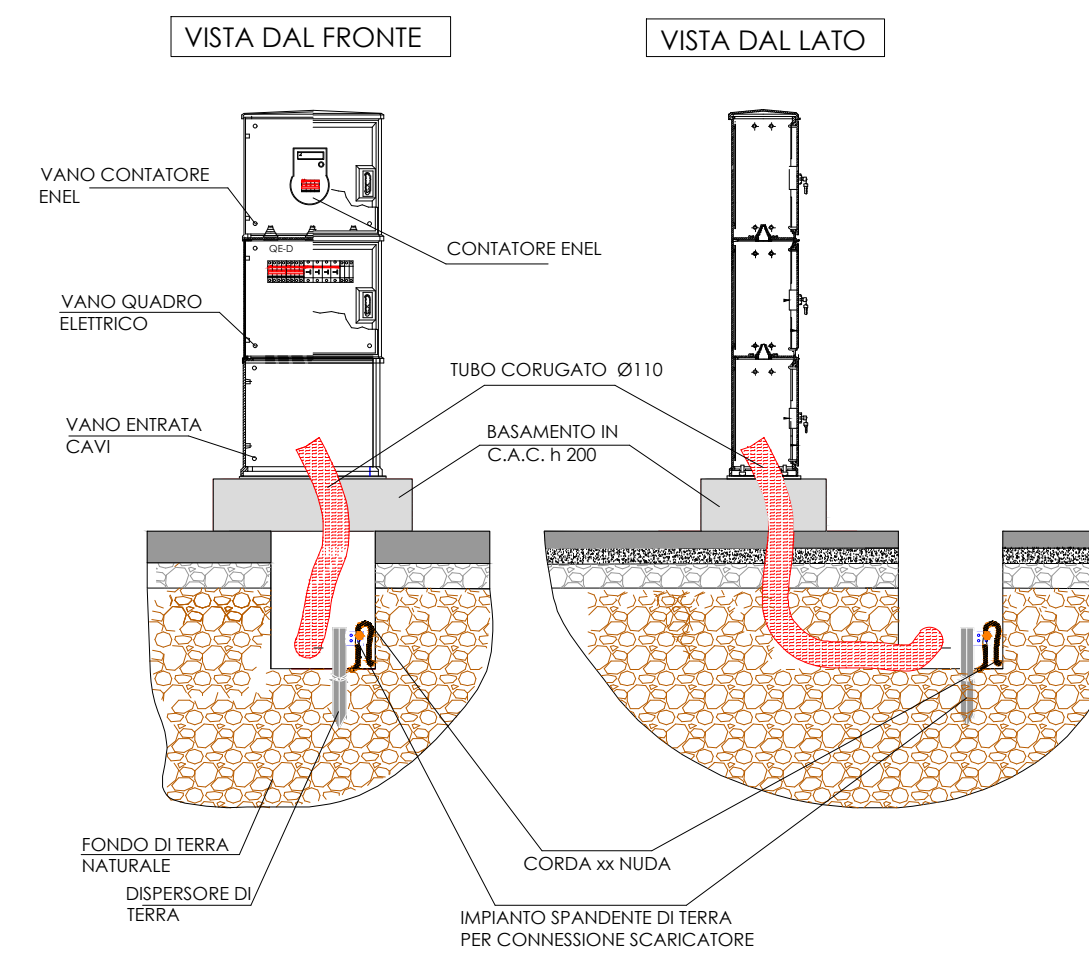 VISTA DAL FRONTE
VISTA DAL LATO
VANO CONTATORE
ENEL
CONTATORE ENEL
QE-D
VANO QUADRO
ELETTRICO
TUBO CORUGATO Ø110
VANO ENTRATA
CAVI
BASAMENTO IN
C.A.C. h 200
FONDO DI TERRA
NATURALE
CORDA xx NUDA
DISPERSORE DI
TERRA
IMPIANTO SPANDENTE DI TERRA
PER CONNESSIONE SCARICATORE